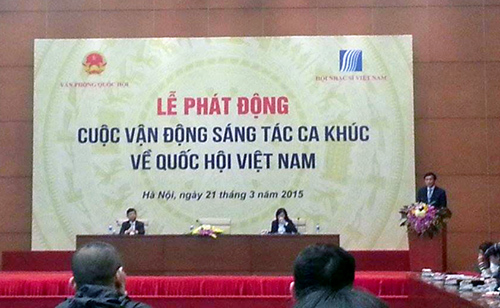 VĂN PHÒNG QUỐC HỘI
HỘI NHẠC SĨ VIỆT NAM
LỄ PHÁT ĐỘNG
CUỘC VẬN ĐỘNG SÁNG TÁC CA KHÚC
VỀ QUỐC HỘI VIỆT NAM
Hà Nội, ngày 21 tháng 3 năm 2015